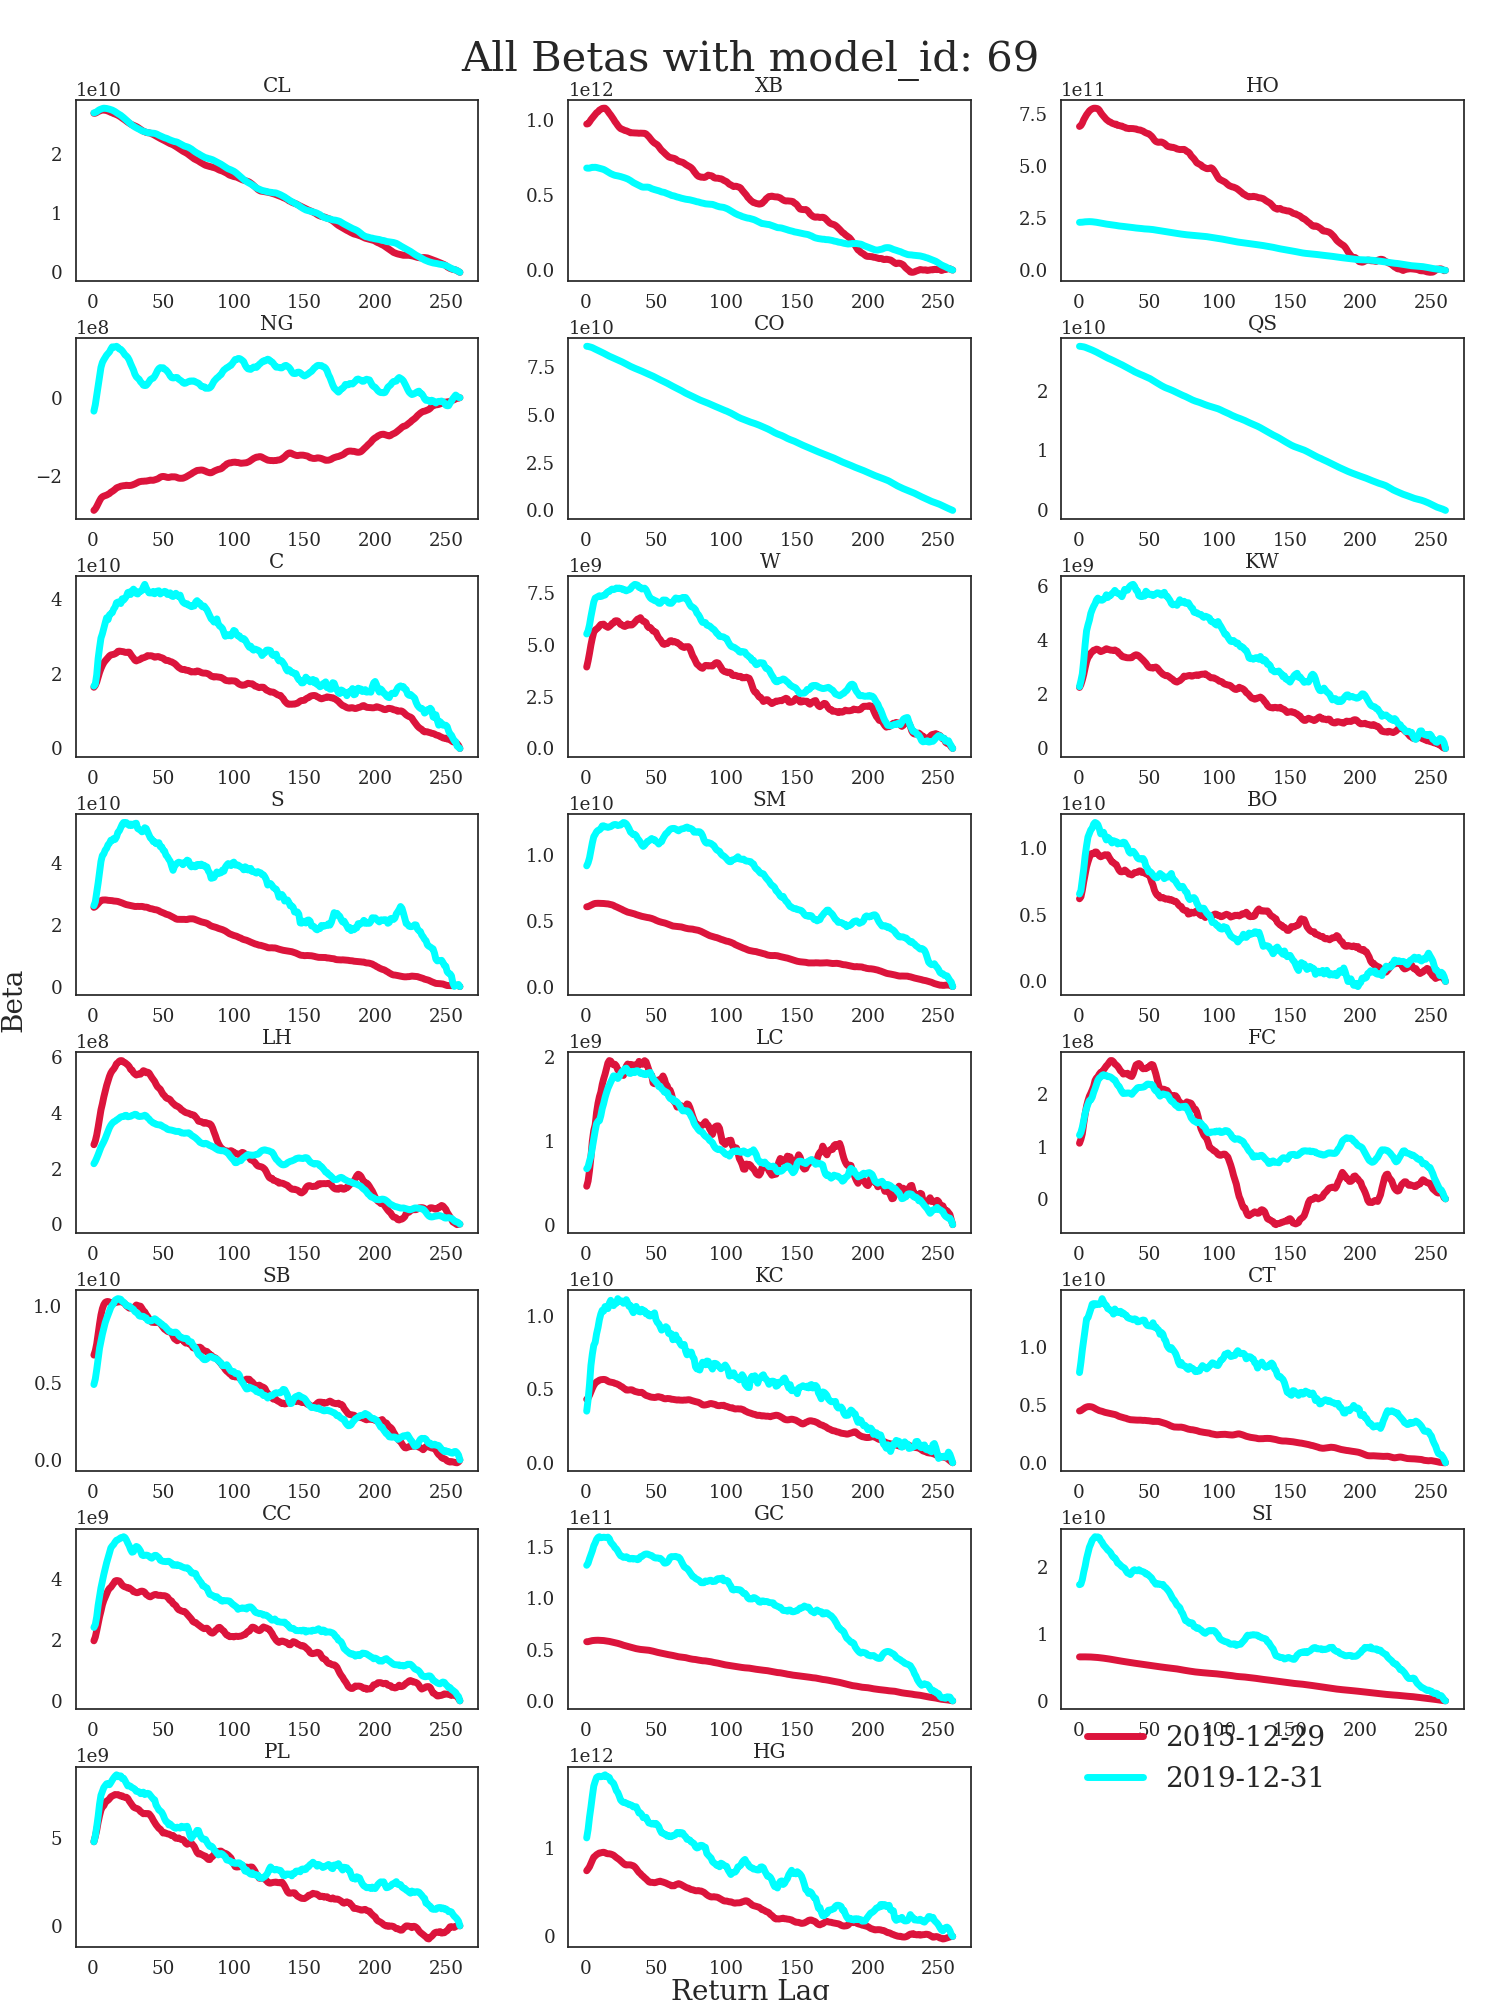 All Betas with model_id: 69
1e10 CL 1e12 XB 1e11 HO
2 1 0
1.0 0.5 0.0
7.5 5.0 2.5 0.0
0 50 100 150 200 250 0 50 100 150 200 250 0 50 100 150 200 250
1e8 NG 1e10 CO 1e10 QS
0 −2
7.5 5.0 2.5 0.0
2 1 0
0 50 100 150 200 250 0 50 100 150 200 250 0 50 100 150 200 250
1e10 C 1e9 W 1e9 KW
4 2 0
7.5 5.0 2.5 0.0
6 4 2 0
0 50 100 150 200 250 0 50 100 150 200 250 0 50 100 150 200 250
1e10 S 1e10 SM 1e10 BO
4 2 0
1.0 0.5 0.0
1.0 0.5 0.0
0 50 100 150 200 250 0 50 100 150 200 250 0 50 100 150 200 250
Beta
1e8 LH 1e9 LC 1e8 FC
6 4 2 0
2 1 0
2 1 0
0 50 100 150 200 250 0 50 100 150 200 250 0 50 100 150 200 250
1e10 SB 1e10 KC 1e10 CT
1.0 0.5 0.0
1.0 0.5 0.0
1.0 0.5 0.0
0 50 100 150 200 250 0 50 100 150 200 250 0 50 100 150 200 250
1e9 CC 1e11 GC 1e10 SI
4 2 0
1.5 1.0 0.5 0.0
2 1 0
0 50 100 150 200 250 0 50 100 150 200 250 0 50 100 150 200 250
2015-12-29
2019-12-31
1e9 PL 1e12 HG
5 0
1 0
0 50 100 150 200 250 0 50 100 150 200 250
Return Lag